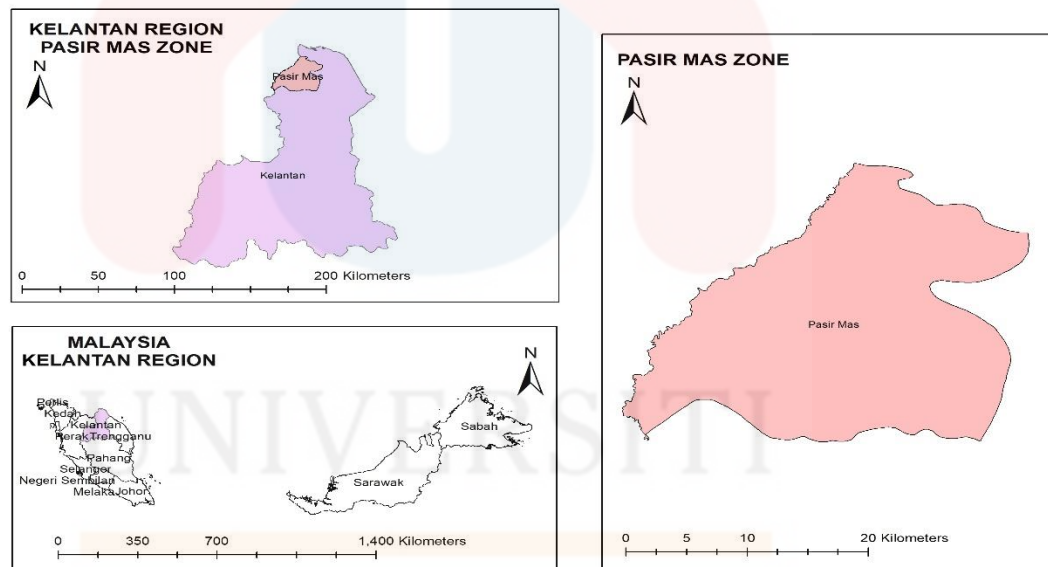 KELANTAN REGION
PASIR MAS ZONE
N
Pasir Mas
Kelantan
0 50 100 200 Kilometers
MALAYSIA
KELANTAN REGION
N
Perlis
Kedah
Kelantan
Perak Trengganu
Pahang
Selangor
Negeri Sembilan
Melaka Johor
Sabah
Sarawak
0 350 700 1,400 Kilometers
PASIR MAS ZONE
N
Pasir Mas
0 5 10 20 Kilometers
UNIVERSITI